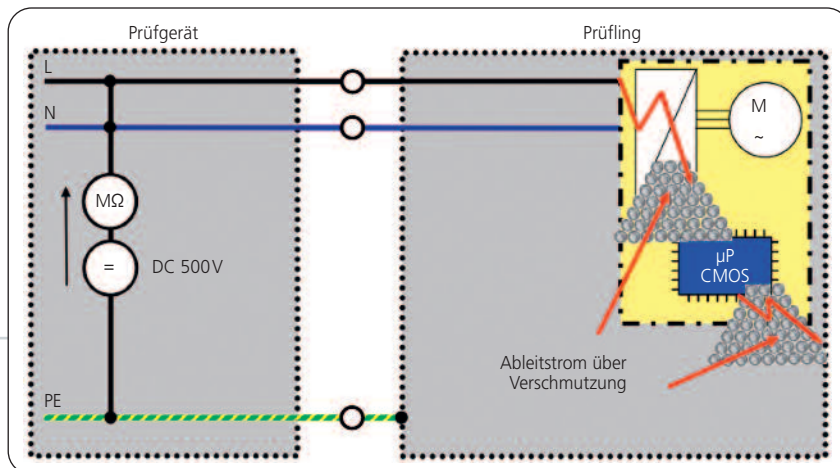 Prüfgerät
Prüfling
L
N
M
~
MΩ
=
DC 500V
µP
CMOS
Ableitstrom über
Verschmutzung
PE